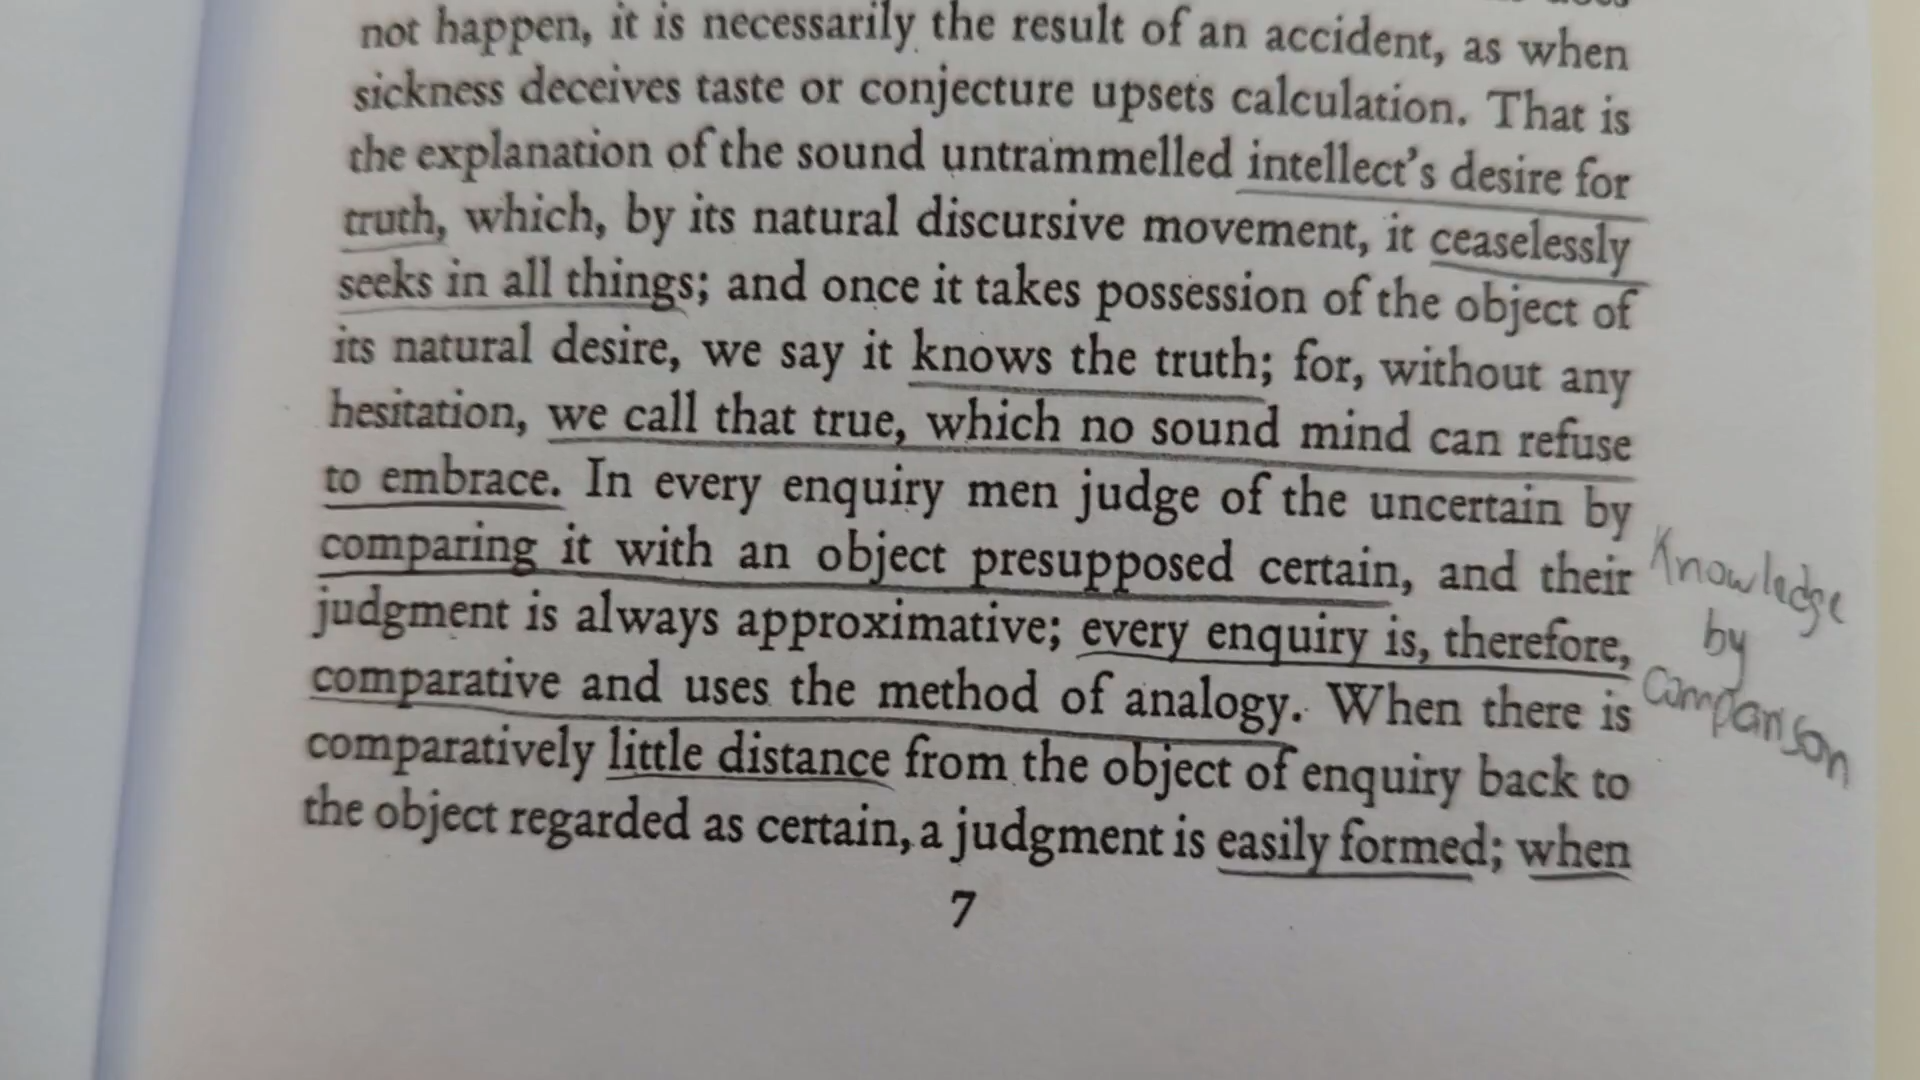 not happen, it is necessarily the result of an accident, as when
sickness deceives taste or conjecture upsets calculation. That is
the explanation of the sound untrammelled intellect's desire for
truth, which, by its natural discursive movement, it ceaselessly
seeks in all things; and once it takes possession of the object of
its natural desire, we say it knows the truth; for, without any
hesitation, we call that true, which no sound mind can refuse
to embrace. In every enquiry men judge of the uncertain by
comparing it with an object presupposed certain, and their
judgment is always approximative; every enquiry is, therefore,
comparative and uses the method of analogy. When there is
comparatively little distance from the object of enquiry back to
the object regarded as certain, a judgment is easily formed; when
7
Knowledge
by
Comparison